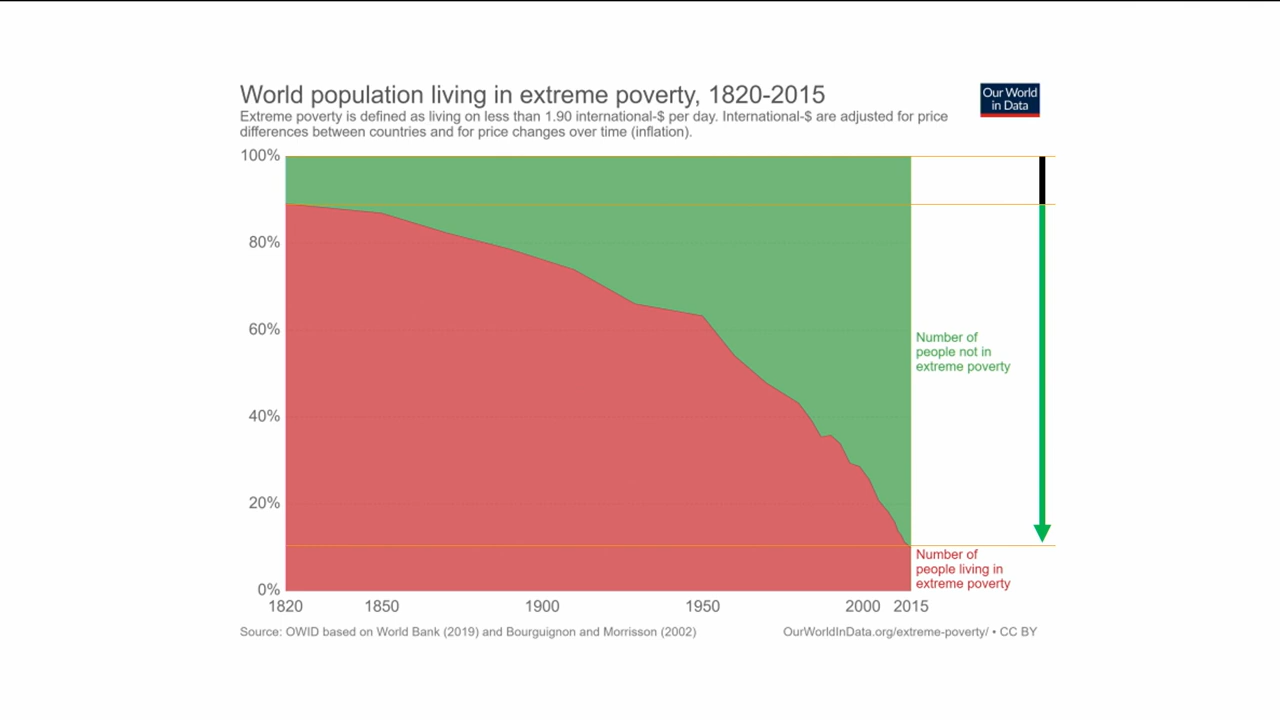 World population living in extreme poverty, 1820-2015
Our World
in Data
Extreme poverty is defined as living on less than 1.90 international-$ per day. International-$ are adjusted for price
differences between countries and for price changes over time (inflation).
100%
80%
60%
40%
20%
0%
Number of
people not in
extreme poverty
Number of
people living in
extreme poverty
1820 1850 1900 1950 2000 2015
Source: OWID based on World Bank (2019) and Bourguignon and Morrisson (2002)
OurWorldInData.org/extreme-poverty/ • CC BY